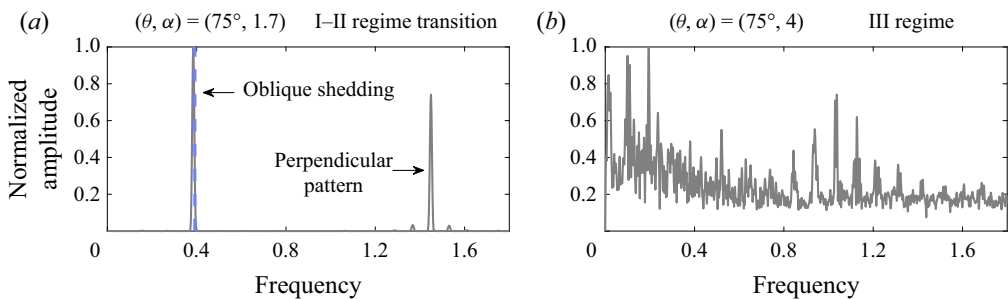 (a) (θ, α) = (75°, 1.7) I–II regime transition
1.0
0.8
0.6
0.4
0.2
0 0.4 0.8 1.2 1.6
Normalized
amplitude
Oblique shedding
Perpendicular
pattern
Frequency
(b) (θ, α) = (75°, 4) III regime
1.0
0.8
0.6
0.4
0.2
0 0.4 0.8 1.2 1.6
Frequency